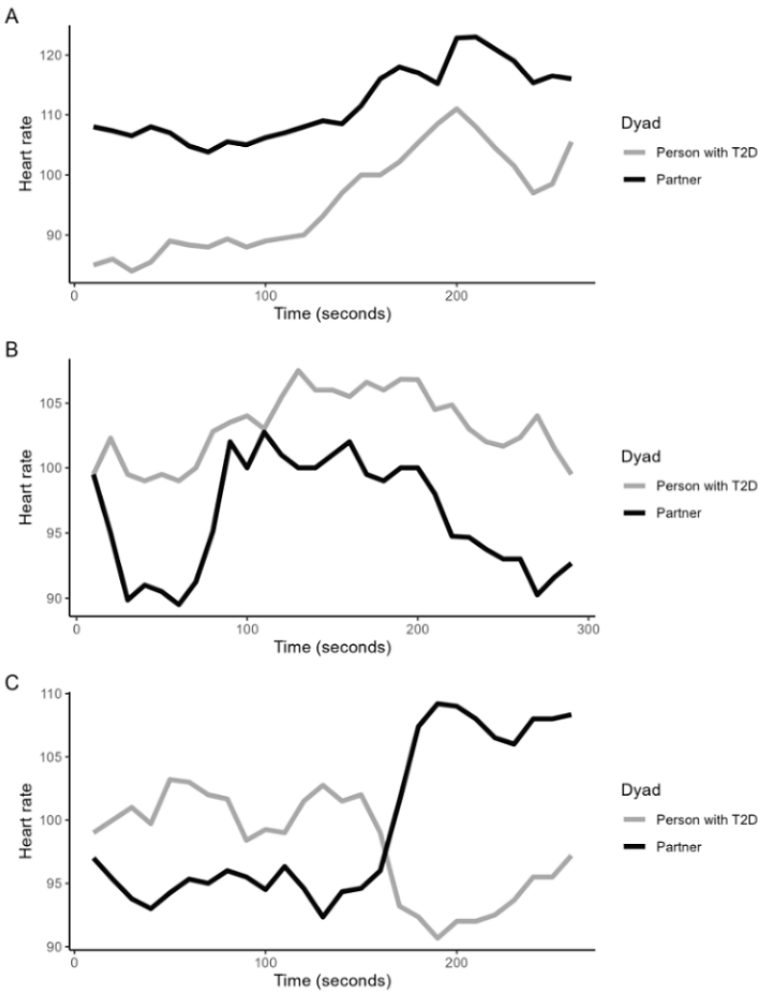 A
120
110
100
90
Heart rate
0
100
200
Time (seconds)
Dyad
Person with T2D
Partner
B
105
100
95
90
Heart rate
0
100
200
300
Time (seconds)
Dyad
Person with T2D
Partner
C
110
105
100
95
90
Heart rate
0
100
200
Time (seconds)
Dyad
Person with T2D
Partner